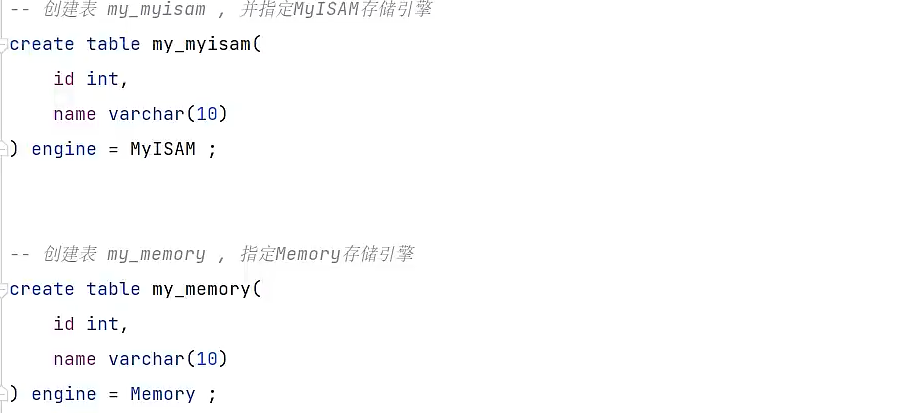 -- 创建表 my_myisam , 并指定MyISAM存储引擎
create table my_myisam(
    id int,
    name varchar(10)
) engine = MyISAM ;
-- 创建表 my_memory , 指定Memory存储引擎
create table my_memory(
    id int,
    name varchar(10)
) engine = Memory ;